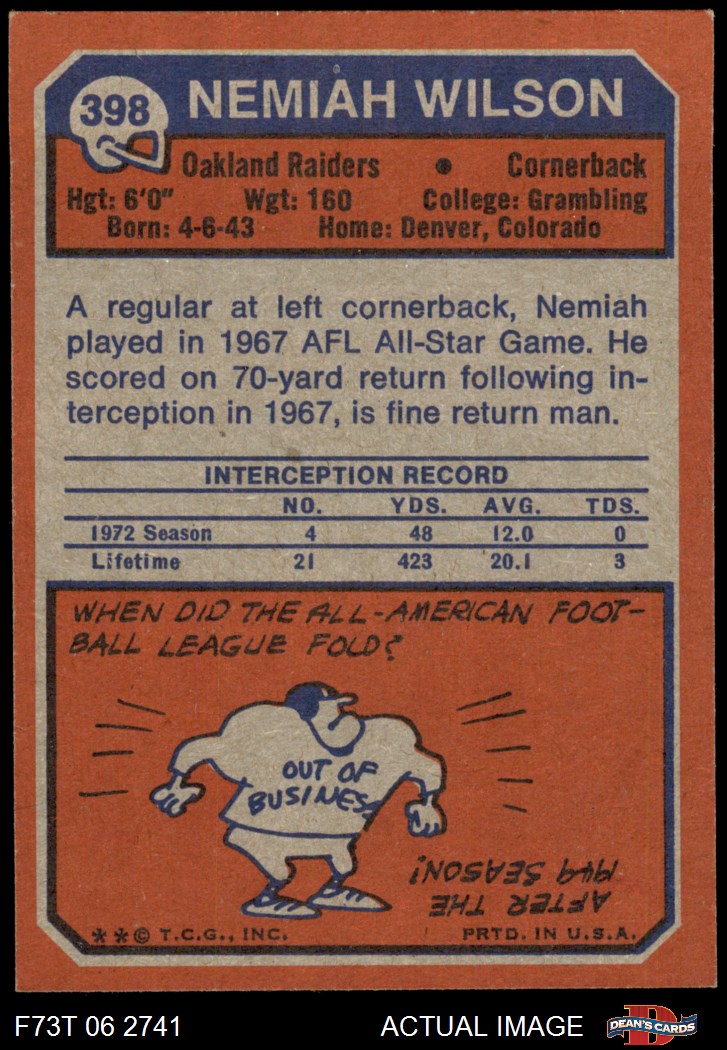 398
NEMIAH WILSON
Oakland Raiders • Cornerback
Hgt: 6'0" Wgt: 160 College: Grambling
Born: 4-6-43 Home: Denver, Colorado
A regular at left cornerback, Nemiah
played in 1967 AFL All-Star Game. He
scored on 70-yard return following in-
terception in 1967, is fine return man.
INTERCEPTION RECORD
NO. YDS. AVG. TDS.
1972 Season 4 48 12.0 0
Lifetime 21 423 20.1 3
WHEN DID THE ALL-AMERICAN FOOT-
BALL LEAGUE FOLD?
OUT OF
BUSINESS
AFTER THE
1949 SEASON!
**© T.C.G., INC. PRTD. IN U.S.A.
F73T 06 2741 ACTUAL IMAGE DEAN'S CARDS